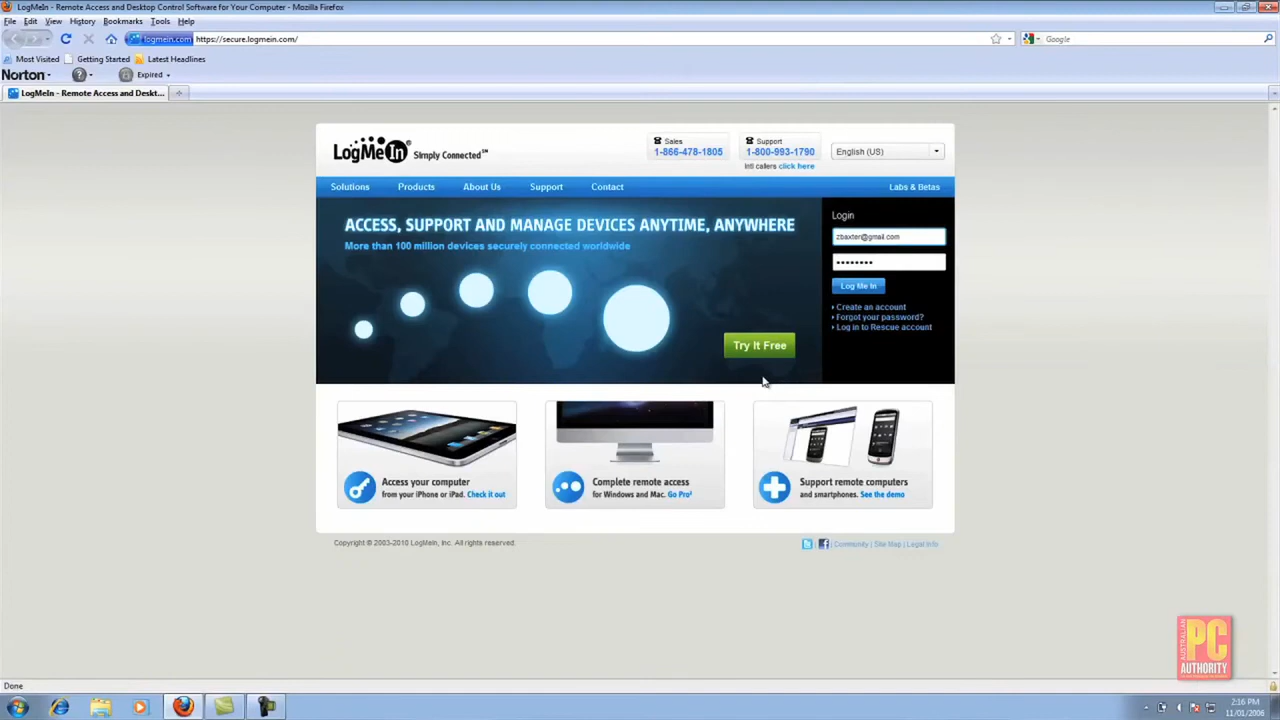 LogMeIn - Remote Access and Desktop Control Software for Your Computer - Mozilla Firefox
File Edit View History Bookmarks Tools Help
logmein.com https://secure.logmein.com/ Google
Most Visited Getting Started Latest Headlines
Norton Expired
LogMeIn - Remote Access and Deskt...
LogMeIn® Simply Connected℠
Sales
1-866-478-1805
Support
1-800-993-1790
Intl callers click here
English (US)
Solutions Products About Us Support Contact Labs & Betas
ACCESS, SUPPORT AND MANAGE DEVICES ANYTIME, ANYWHERE
More than 100 million devices securely connected worldwide
Try It Free
Login
zbaxter@gmail.com
••••••••
Log Me In
Create an account
Forgot your password?
Log in to Rescue account
Access your computer
from your iPhone or iPad. Check it out
Complete remote access
for Windows and Mac. Go Pro²
Support remote computers
and smartphones. See the demo
Copyright © 2003-2010 LogMeIn, Inc. All rights reserved.
Community | Site Map | Legal Info
AUSTRALIAN
PC
AUTHORITY
Done
2:16 PM
11/01/2006